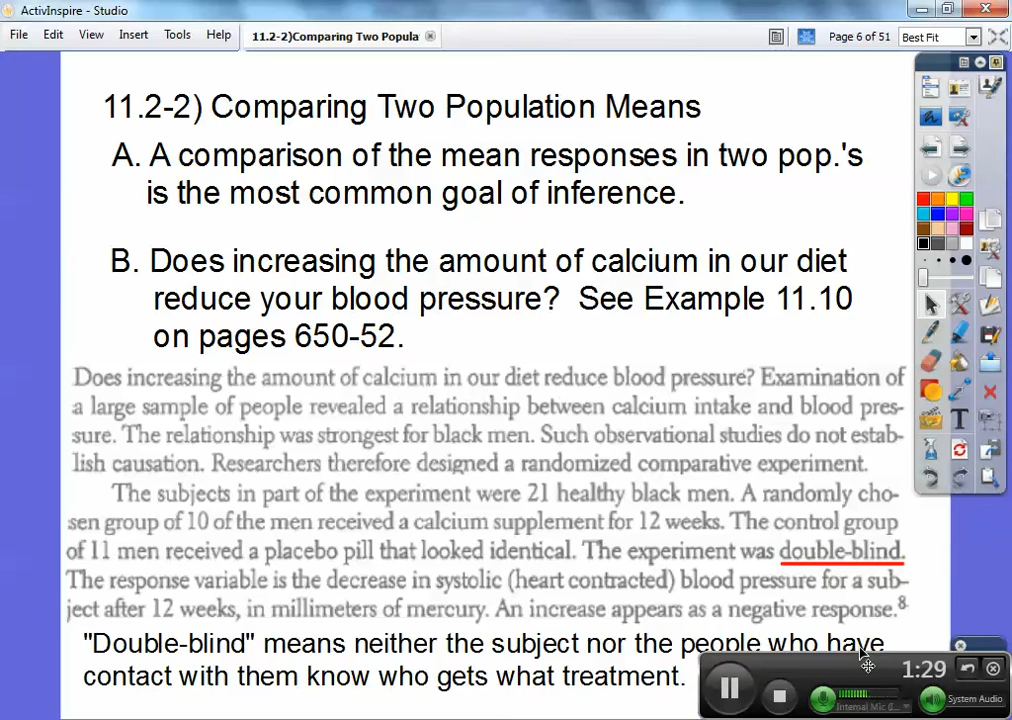 ActivInspire - Studio
File Edit View Insert Tools Help
11.2-2)Comparing Two Popula
Page 6 of 51
Best Fit
11.2-2) Comparing Two Population Means
A. A comparison of the mean responses in two pop.'s
is the most common goal of inference.
B. Does increasing the amount of calcium in our diet
reduce your blood pressure? See Example 11.10
on pages 650-52.
Does increasing the amount of calcium in our diet reduce blood pressure? Examination of
a large sample of people revealed a relationship between calcium intake and blood pres-
sure. The relationship was strongest for black men. Such observational studies do not estab-
lish causation. Researchers therefore designed a randomized comparative experiment.
The subjects in part of the experiment were 21 healthy black men. A randomly cho-
sen group of 10 of the men received a calcium supplement for 12 weeks. The control group
of 11 men received a placebo pill that looked identical. The experiment was double-blind.
The response variable is the decrease in systolic (heart contracted) blood pressure for a sub-
ject after 12 weeks, in millimeters of mercury. An increase appears as a negative response.8
"Double-blind" means neither the subject nor the people who have
contact with them know who gets what treatment.
1:29
Internal Mic (I...
System Audio